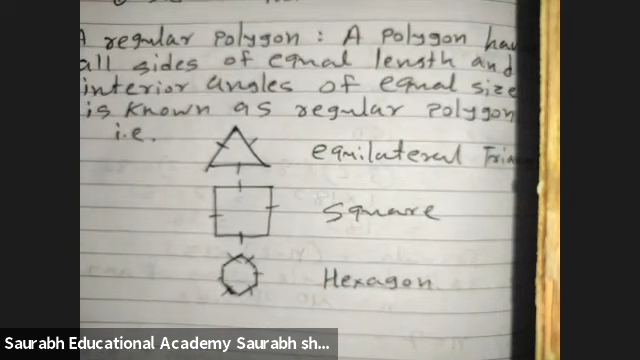 A regular polygon : A polygon hav
all sides of equal length and
interior angles of equal size
is known as regular polygon
i.e.
equilateral Trian
Square
Hexagon
Saurabh Educational Academy Saurabh sh...